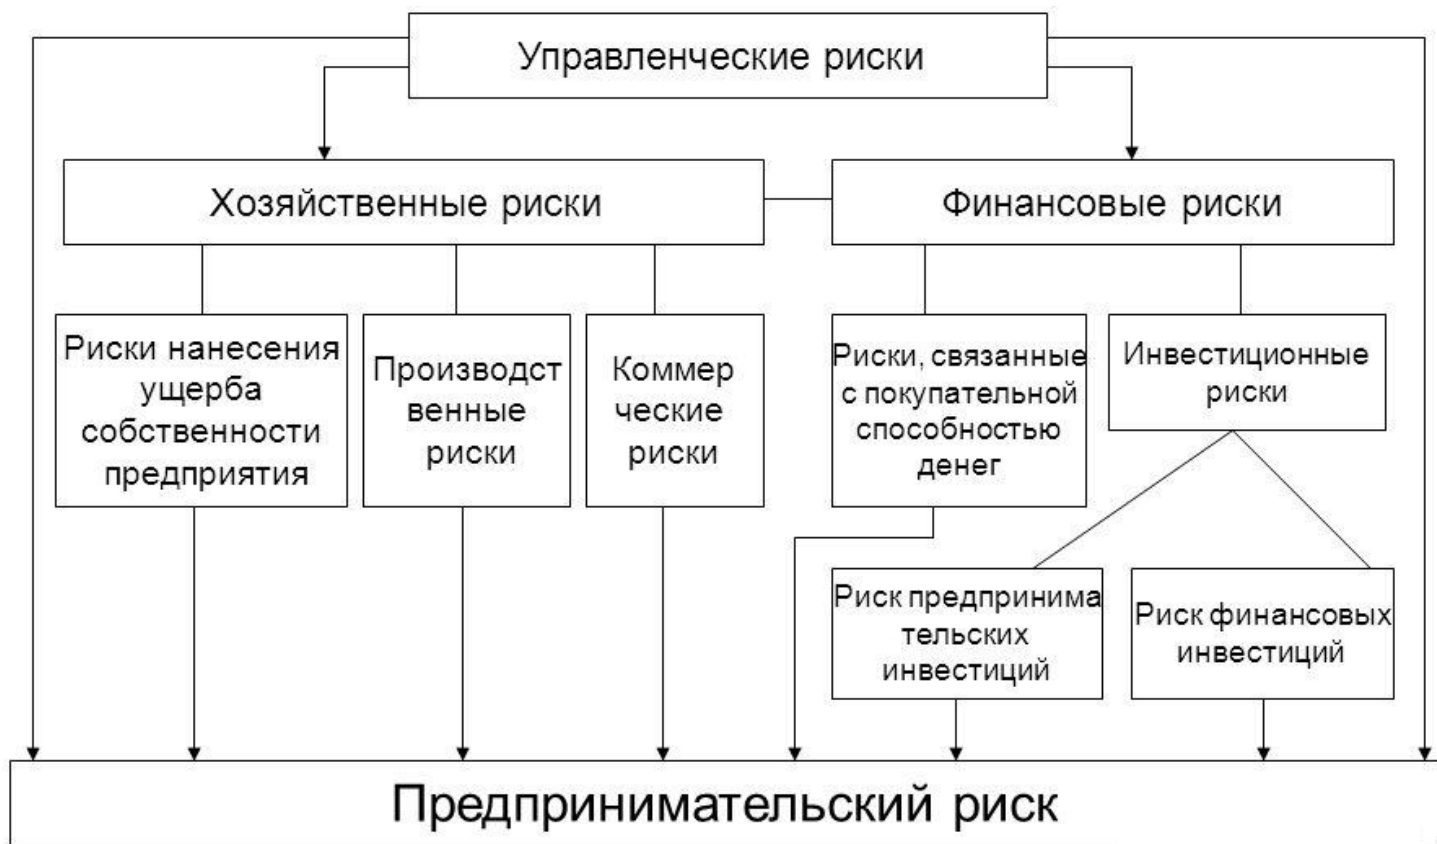 Управленческие риски
Хозяйственные риски
Финансовые риски
Риски нанесения
ущерба
собственности
предприятия
Производст
венные
риски
Коммер
ческие
риски
Риски, связанные
с покупательной
способностью
денег
Инвестиционные
риски
Риск предпринима
тельских
инвестиций
Риск финансовых
инвестиций
Предпринимательский риск